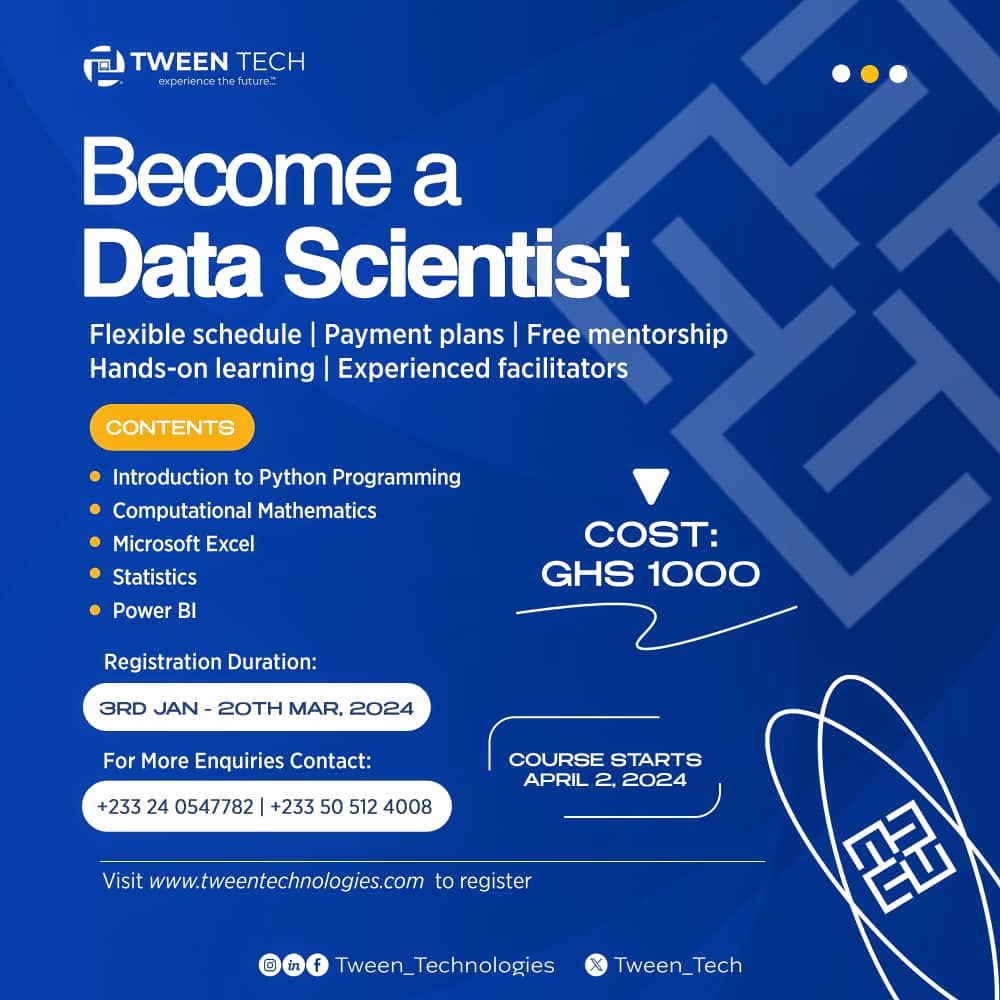 TWEEN TECH
experience the future.™
Become a
Data Scientist
Flexible schedule | Payment plans | Free mentorship
Hands-on learning | Experienced facilitators
CONTENTS
Introduction to Python Programming
Computational Mathematics
Microsoft Excel
Statistics
Power BI
COST:
GHS 1000
Registration Duration:
3RD JAN - 20TH MAR, 2024
For More Enquiries Contact:
+233 24 0547782 | +233 50 512 4008
COURSE STARTS
APRIL 2, 2024
Visit www.tweentechnologies.com to register
Tween_Technologies
Tween_Tech